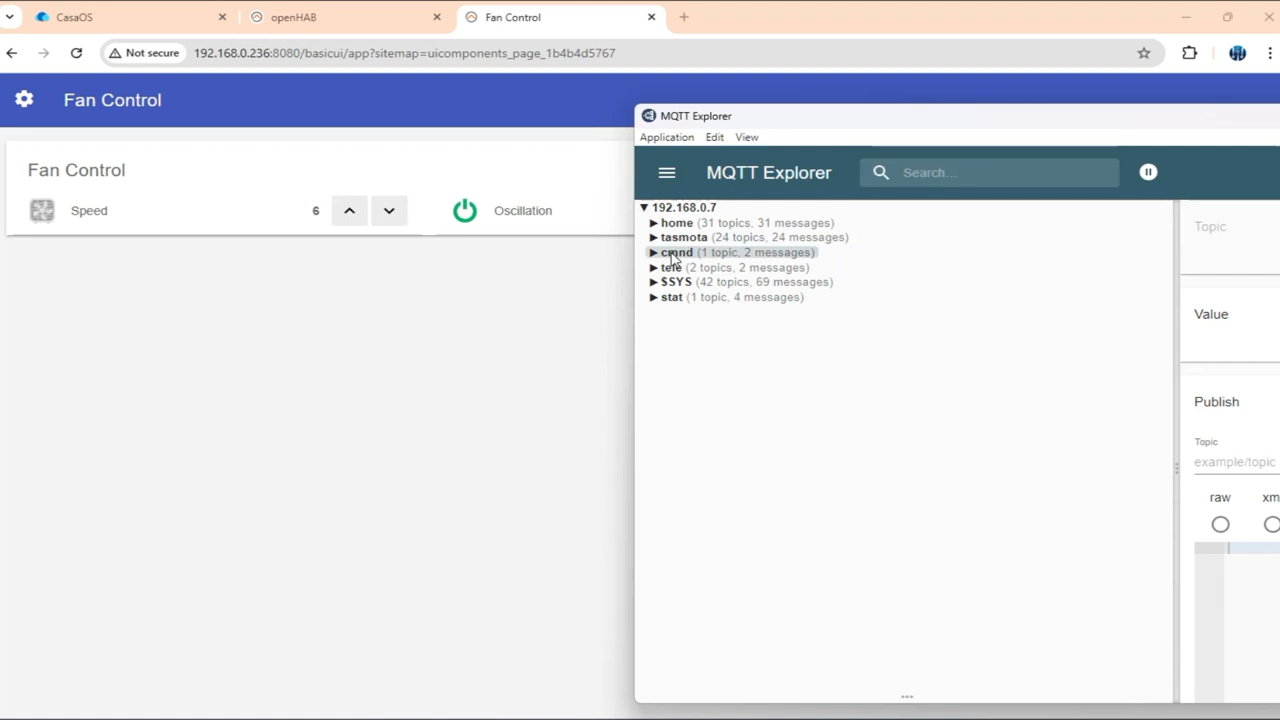 CasaOS
openHAB
Fan Control
Not secure
192.168.0.236:8080/basicui/app?sitemap=uicomponents_page_1b4b4d5767
Fan Control
Fan Control
Speed
6
Oscillation
MQTT Explorer
Application Edit View
MQTT Explorer
Search...
192.168.0.7
home (31 topics, 31 messages)
tasmota (24 topics, 24 messages)
cmnd (1 topic, 2 messages)
tele (2 topics, 2 messages)
$SYS (42 topics, 69 messages)
stat (1 topic, 4 messages)
Topic
Value
Publish
Topic
example/topic
raw
xm